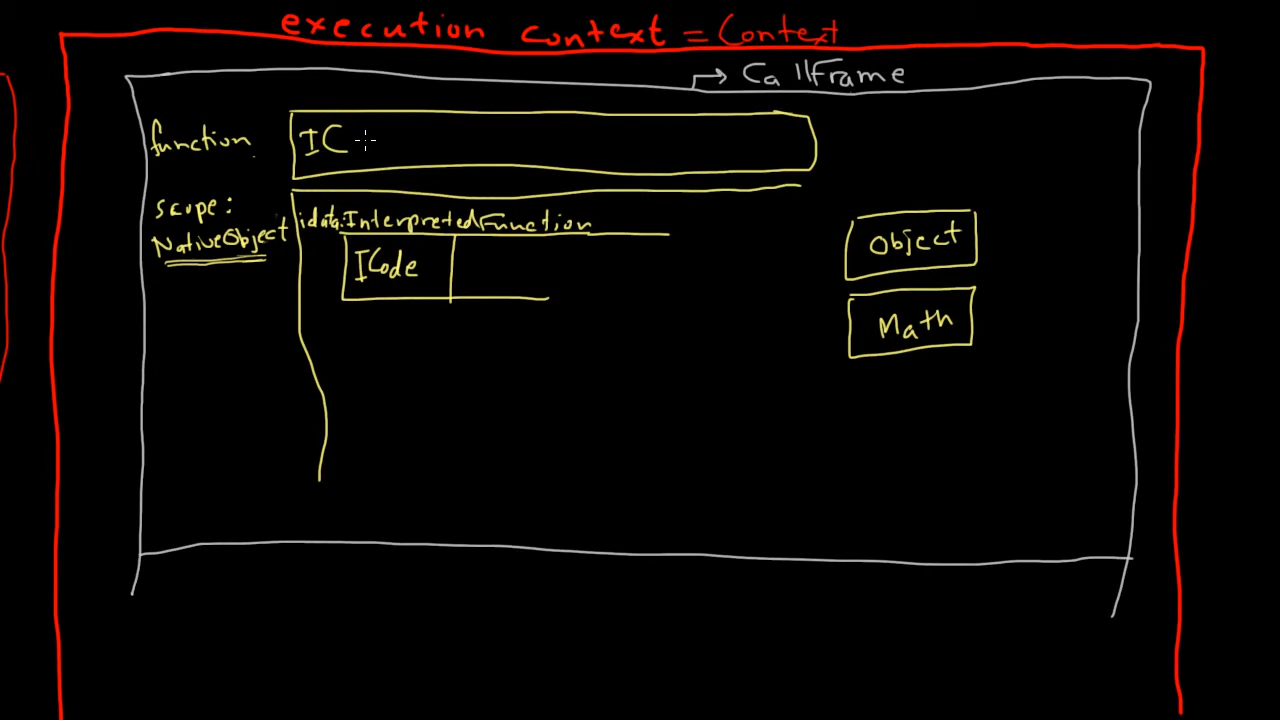 execution context = Context
CallFrame
function
IC
scope:
NativeObject
idata:InterpretedFunction
ICode
Object
Math